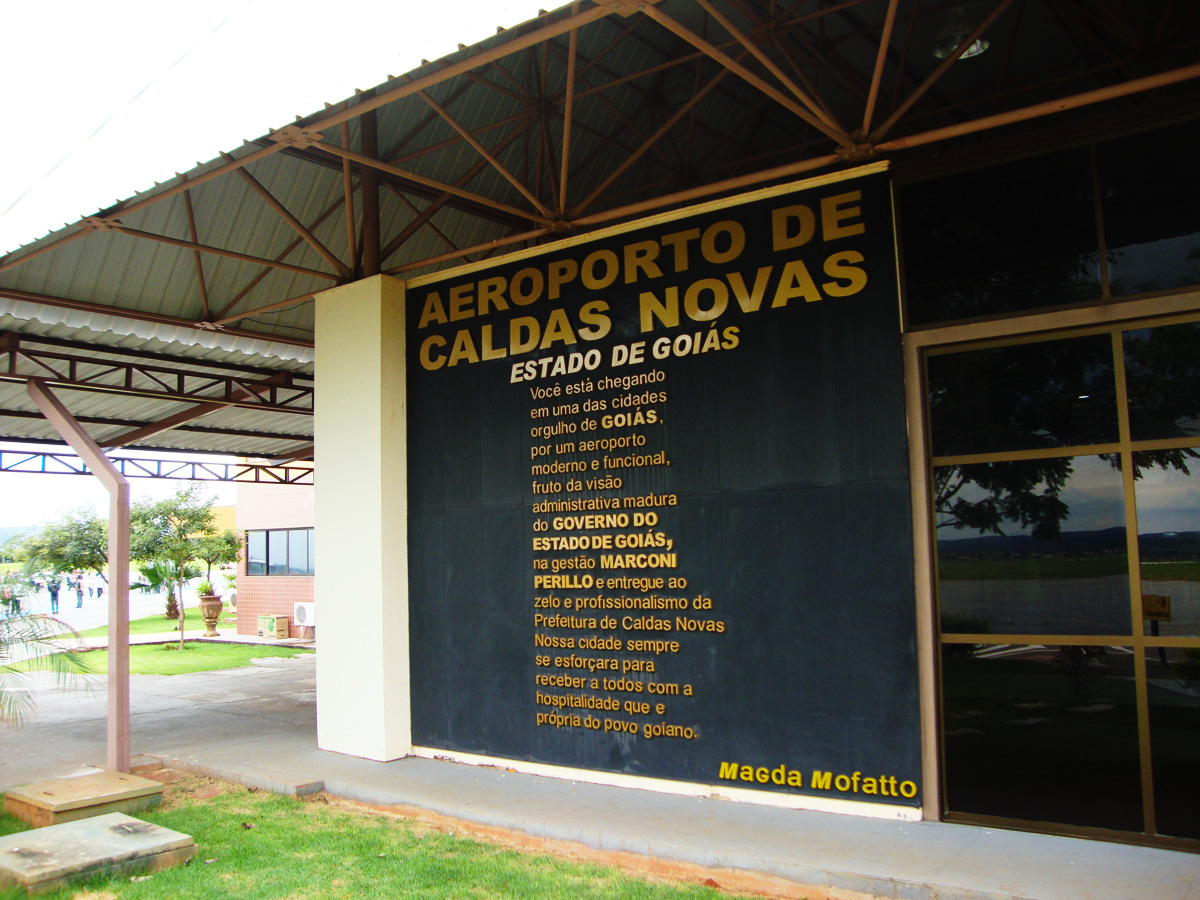 AEROPORTO DE
CALDAS NOVAS
ESTADO DE GOIÁS
Você está chegando
em uma das cidades
orgulho de GOIÁS,
por um aeroporto
moderno e funcional,
fruto da visão
administrativa madura
do GOVERNO DO
ESTADO DE GOIÁS,
na gestão MARCONI
PERILLO e entregue ao
zelo e profissionalismo da
Prefeitura de Caldas Novas
Nossa cidade sempre
se esforçara para
receber a todos com a
hospitalidade que e
própria do povo goiano.
Magda Mofatto